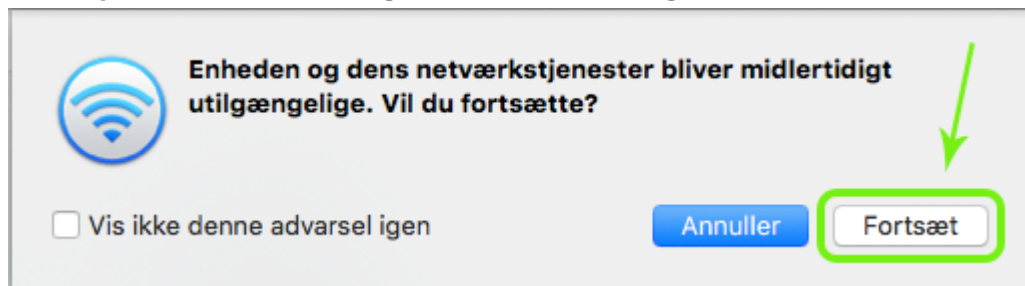 Enheden og dens netværkstjenester bliver midlertidigt
utilgængelige. Vil du fortsætte?
Vis ikke denne advarsel igen
Annuller
Fortsæt